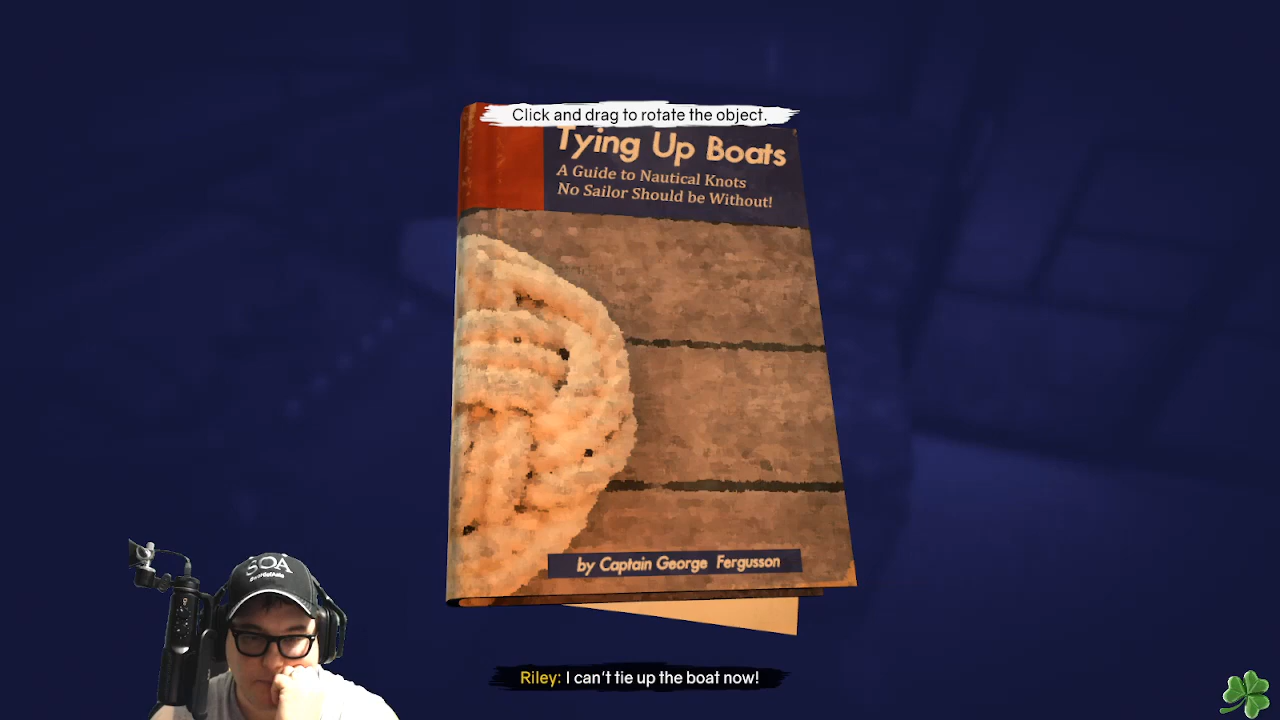 Click and drag to rotate the object.
Tying Up Boats
A Guide to Nautical Knots
No Sailor Should be Without!
by Captain George Fergusson
SOA
Riley: I can't tie up the boat now!